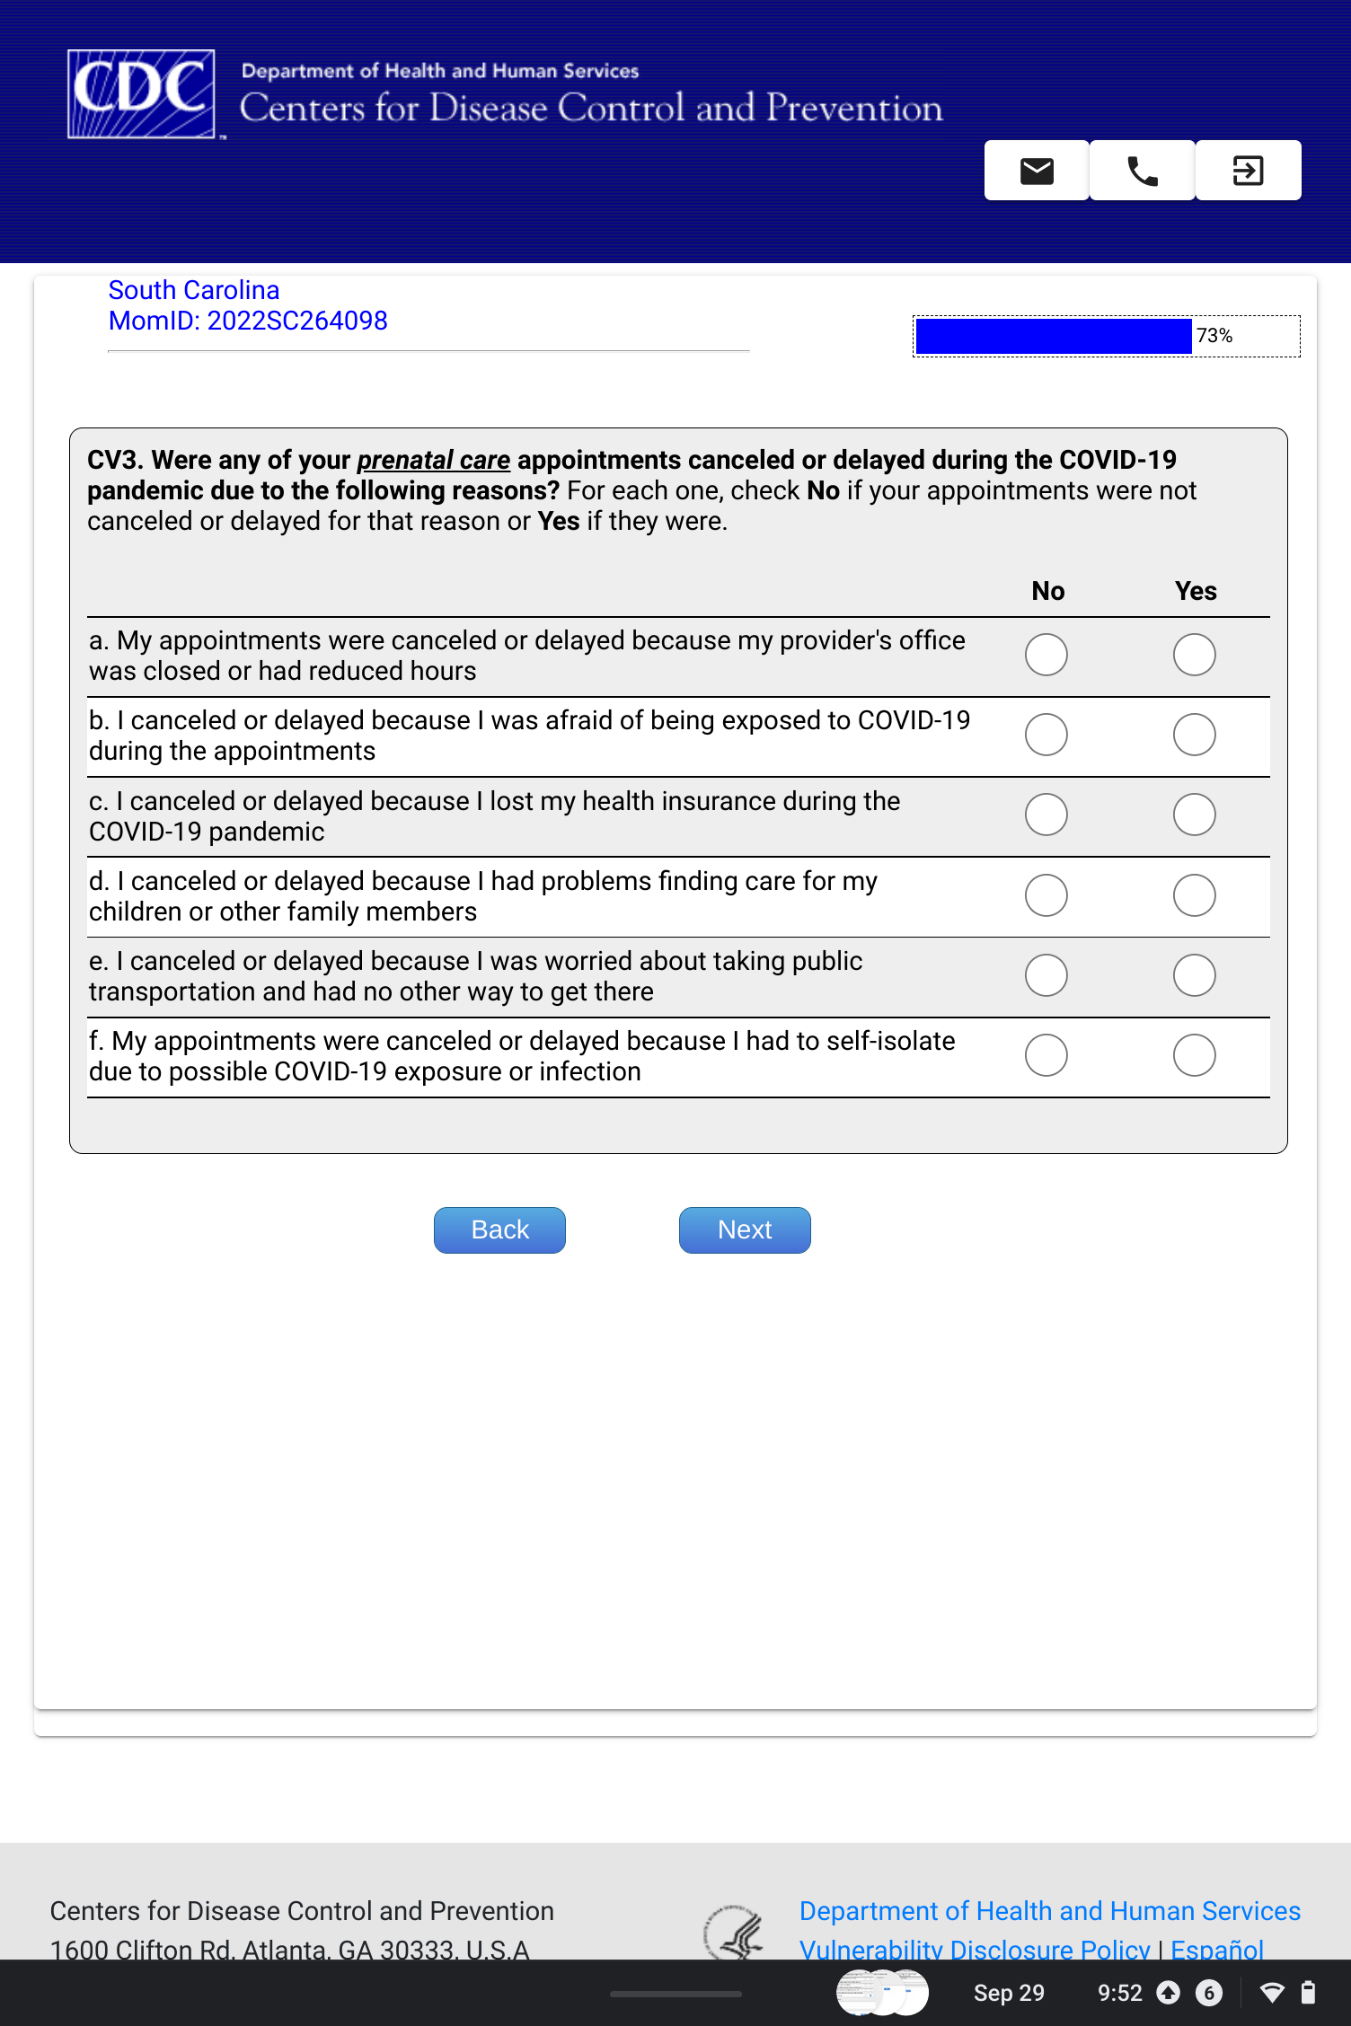 CDC
Department of Health and Human Services
Centers for Disease Control and Prevention
South Carolina
MomID: 2022SC264098
73%
CV3. Were any of your prenatal care appointments canceled or delayed during the COVID-19
pandemic due to the following reasons? For each one, check No if your appointments were not
canceled or delayed for that reason or Yes if they were.
No Yes
a. My appointments were canceled or delayed because my provider's office
was closed or had reduced hours
b. I canceled or delayed because I was afraid of being exposed to COVID-19
during the appointments
c. I canceled or delayed because I lost my health insurance during the
COVID-19 pandemic
d. I canceled or delayed because I had problems finding care for my
children or other family members
e. I canceled or delayed because I was worried about taking public
transportation and had no other way to get there
f. My appointments were canceled or delayed because I had to self-isolate
due to possible COVID-19 exposure or infection
Back Next
Centers for Disease Control and Prevention
1600 Clifton Rd. Atlanta. GA 30333. U.S.A
Department of Health and Human Services
Vulnerability Disclosure Policy | Español
Sep 29 9:52 6